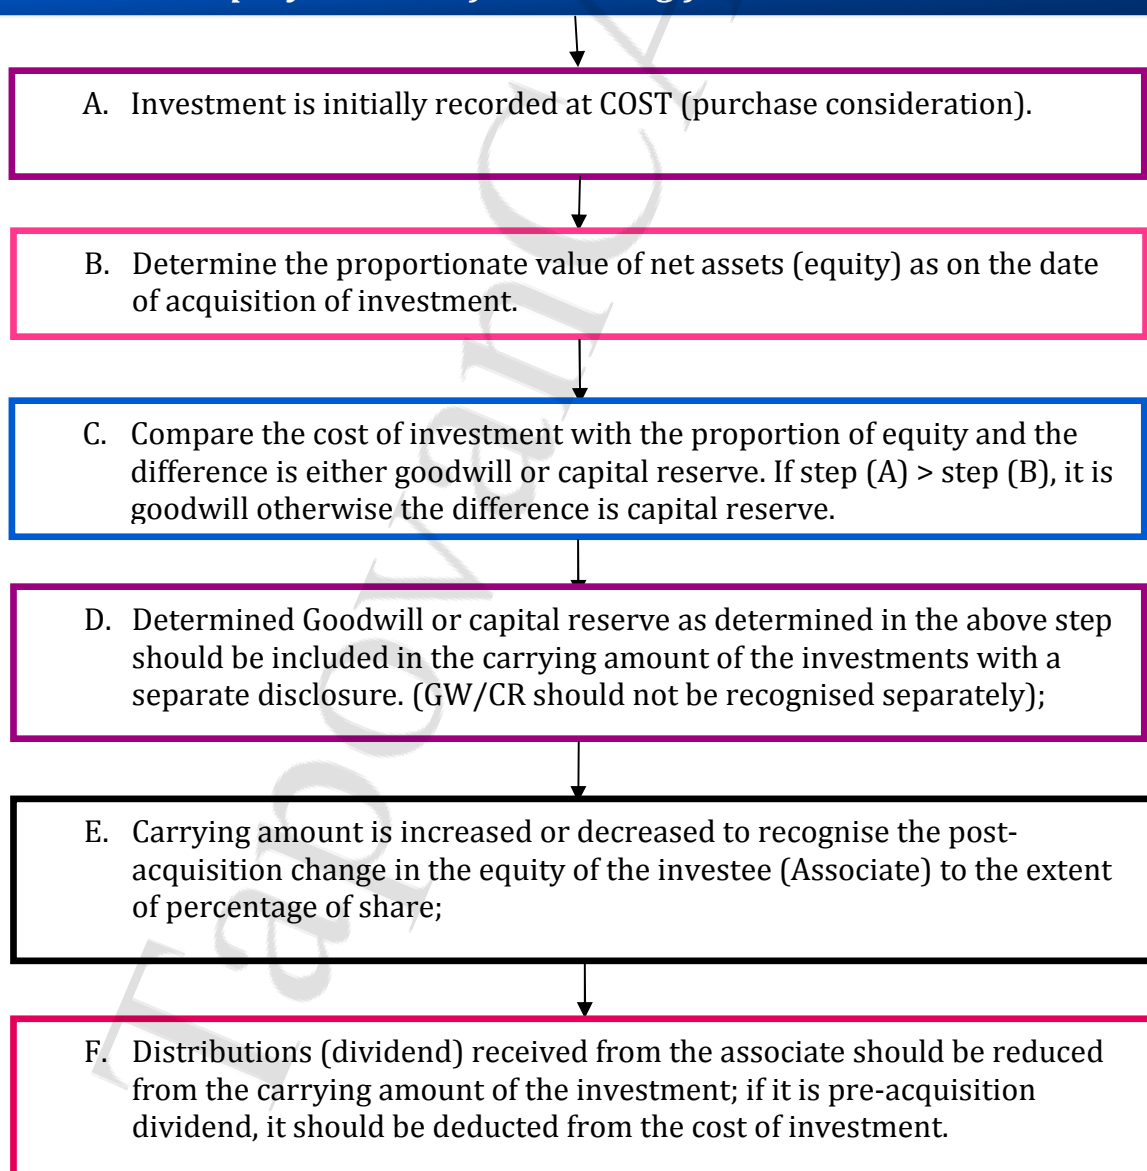 A. Investment is initially recorded at COST (purchase consideration).
B. Determine the proportionate value of net assets (equity) as on the date
of acquisition of investment.
C. Compare the cost of investment with the proportion of equity and the
difference is either goodwill or capital reserve. If step (A) > step (B), it is
goodwill otherwise the difference is capital reserve.
D. Determined Goodwill or capital reserve as determined in the above step
should be included in the carrying amount of the investments with a
separate disclosure. (GW/CR should not be recognised separately);
E. Carrying amount is increased or decreased to recognise the post-
acquisition change in the equity of the investee (Associate) to the extent
of percentage of share;
F. Distributions (dividend) received from the associate should be reduced
from the carrying amount of the investment; if it is pre-acquisition
dividend, it should be deducted from the cost of investment.
TapovanCA